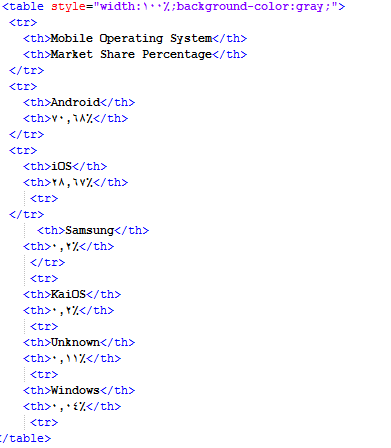 <table style="width:١٠٠٪;background-color:gray;">
<tr>
<th>Mobile Operating System</th>
<th>Market Share Percentage</th>
</tr>
<tr>
<th>Android</th>
<th>٧٠,٦٨٪</th>
</tr>
<tr>
<th>iOS</th>
<th>٢٨,٦٧٪</th>
<tr>
</tr>
<th>Samsung</th>
<th>٠,٢٪</th>
</tr>
<tr>
<th>KaiOS</th>
<th>٠,٢٪</th>
<tr>
<th>Unknown</th>
<th>٠,١١٪</th>
<tr>
<th>Windows</th>
<th>٠,٠٤٪</th>
<tr>
</table>